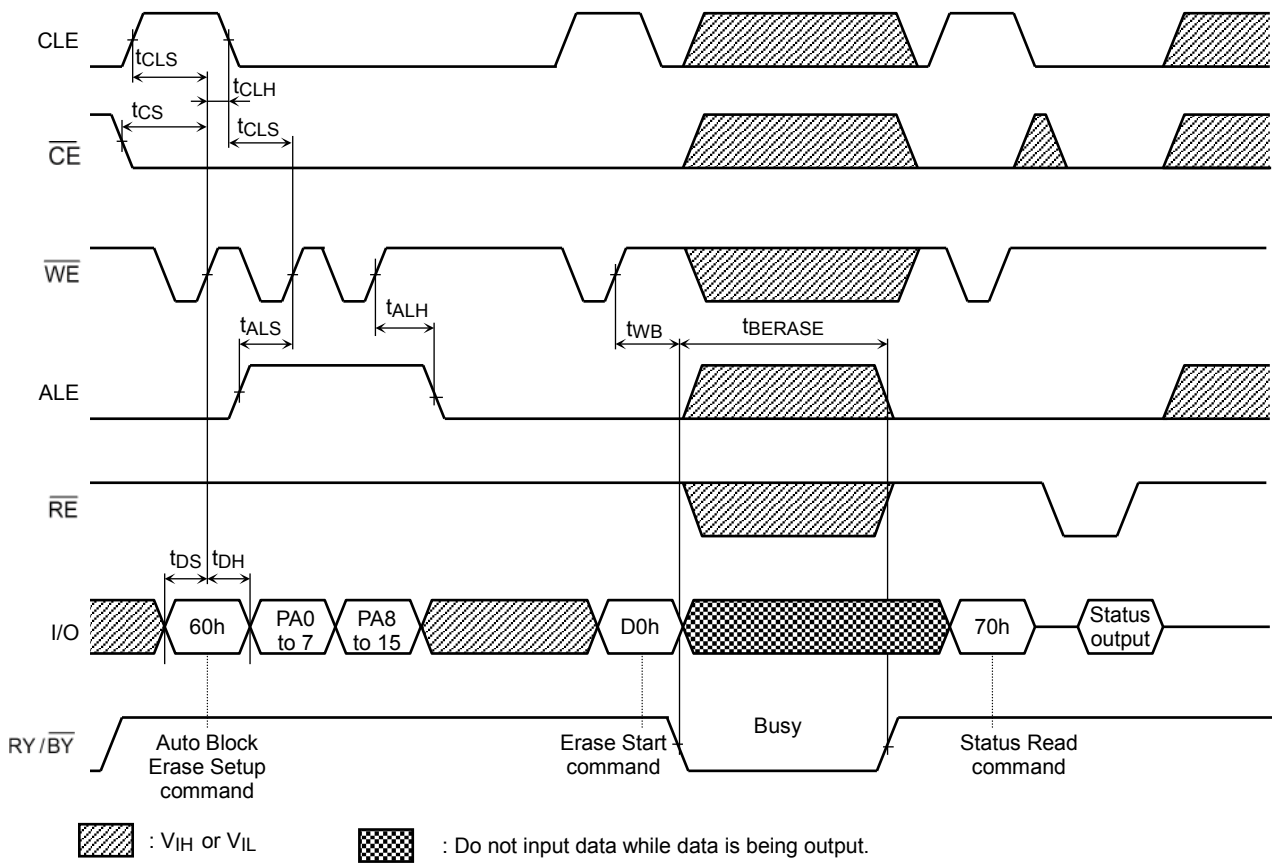 CLE
tCLS
tCLH
tCS
tCLS
CE
WE
tALS
tALH
tWB
tBERASE
ALE
RE
tDS
tDH
I/O
60h
PA0
to 7
PA8
to 15
D0h
70h
Status
output
RY/BY
Busy
Auto Block
Erase Setup
command
Erase Start
command
Status Read
command
: VIH or VIL
: Do not input data while data is being output.